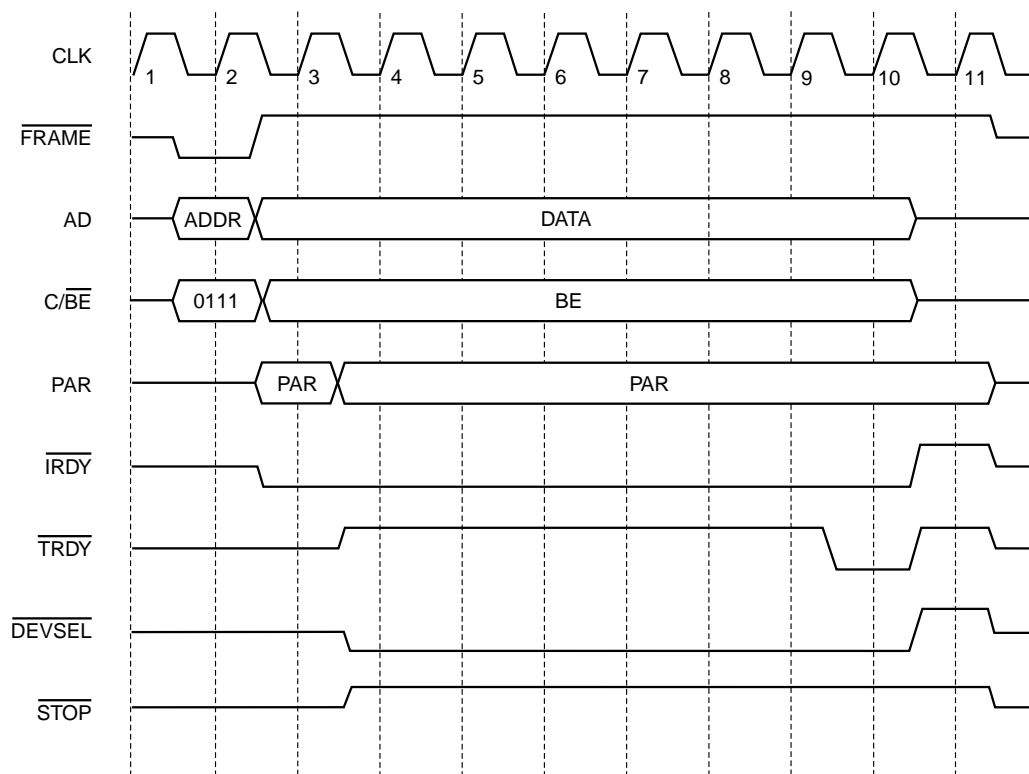 CLK
1 2 3 4 5 6 7 8 9 10 11
FRAME
AD
ADDR DATA
C/BE
0111 BE
PAR
PAR PAR
IRDY
TRDY
DEVSEL
STOP